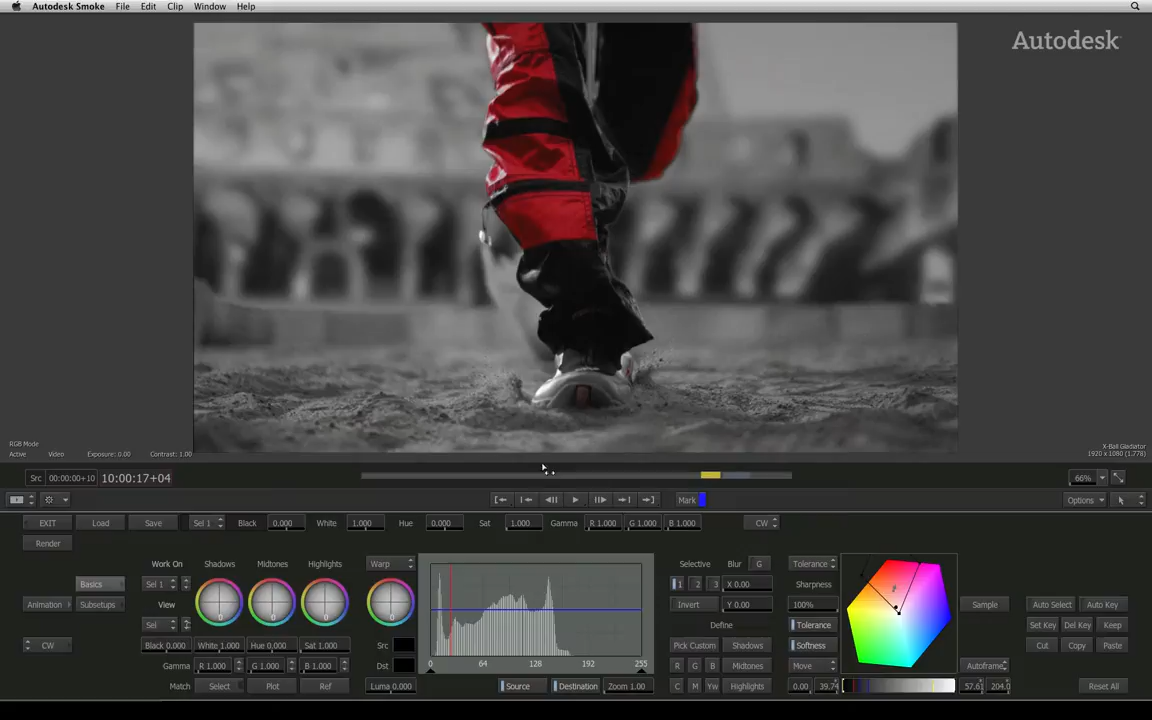 Autodesk Smoke File Edit Clip Window Help
Autodesk
RGB Mode
Active Video Exposure: 0.00 Contrast: 1.00
X-Ball Gladiator
1920 x 1080 (1.778)
Src 00:00:00+10 10:00:17+04 66%
Mark Options
EXIT Load Save Sel 1 Black 0.000 White 1.000 Hue 0.000 Sat 1.000 Gamma R 1.000 G 1.000 B 1.000 CW
Render
Work On Shadows Midtones Highlights Warp Selective Blur G Tolerance
Basics Sel 1 1 2 3 X 0.00 Sharpness
Animation Subsetups View Invert Y 0.00 100% Sample Auto Select Auto Key
Sel Define Tolerance Set Key Del Key Keep
CW Black 0.000 White 1.000 Hue 0.000 Sat 1.000 Src Pick Custom Shadows Softness Cut Copy Paste
0 64 128 192 255
Gamma R 1.000 G 1.000 B 1.000 Dst R G B Midtones Move Autoframe
Match Select Plot Ref Luma 0.000 Source Destination Zoom 1.00 C M Yw Highlights 0.00 39.74 57.61 204.0 Reset All